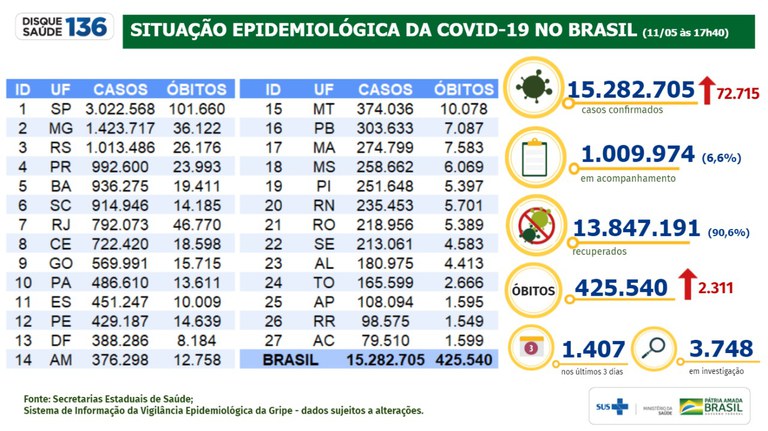 DISQUE SAÚDE 136
SITUAÇÃO EPIDEMIOLÓGICA DA COVID-19 NO BRASIL (11/05 às 17h40)
ID UF CASOS ÓBITOS
1 SP 3.022.568 101.660
2 MG 1.423.717 36.122
3 RS 1.013.486 26.176
4 PR 992.600 23.993
5 BA 936.275 19.411
6 SC 914.946 14.185
7 RJ 792.073 46.770
8 CE 722.420 18.598
9 GO 569.991 15.715
10 PA 486.610 13.611
11 ES 451.247 10.009
12 PE 429.187 14.639
13 DF 388.286 8.184
14 AM 376.298 12.758
ID UF CASOS ÓBITOS
15 MT 374.036 10.078
16 PB 303.633 7.087
17 MA 274.799 7.583
18 MS 258.662 6.069
19 PI 251.648 5.397
20 RN 235.453 5.701
21 RO 218.956 5.389
22 SE 213.061 4.583
23 AL 180.975 4.413
24 TO 165.599 2.666
25 AP 108.094 1.595
26 RR 98.575 1.549
27 AC 79.510 1.599
BRASIL 15.282.705 425.540
15.282.705 72.715
casos confirmados
1.009.974 (6,6%)
em acompanhamento
13.847.191 (90,6%)
recuperados
ÓBITOS 425.540 2.311
3 1.407
nos últimos 3 dias
3.748
em investigação
Fonte: Secretarias Estaduais de Saúde;
Sistema de Informação da Vigilância Epidemiológica da Gripe - dados sujeitos a alterações.
SUS
MINISTÉRIO DA
SAÚDE
PÁTRIA AMADA
BRASIL
GOVERNO FEDERAL